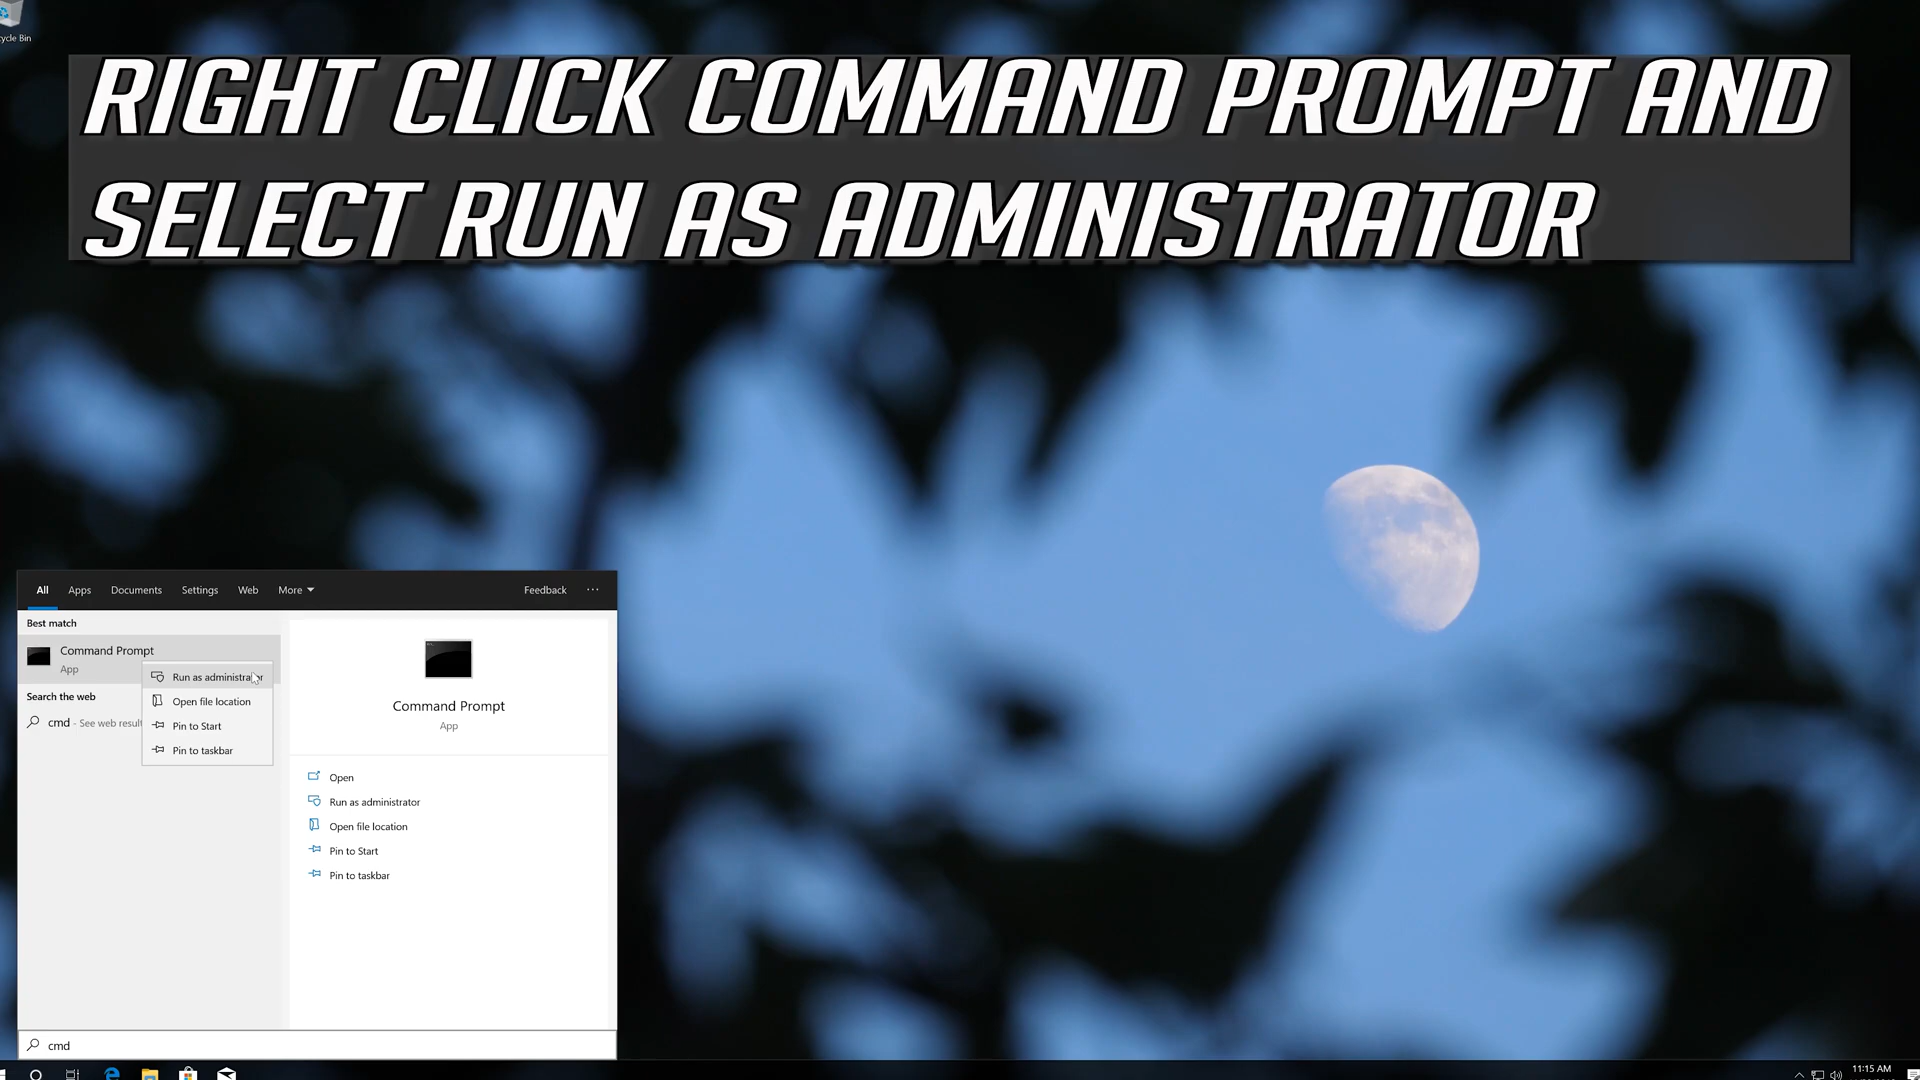 cycle Bin
RIGHT CLICK COMMAND PROMPT AND
SELECT RUN AS ADMINISTRATOR
All Apps Documents Settings Web More Feedback ...
Best match
Command Prompt
App
Run as administrator
Open file location
Pin to Start
Pin to taskbar
Search the web
cmd - See web result
Command Prompt
App
Open
Run as administrator
Open file location
Pin to Start
Pin to taskbar
cmd
11:15 AM